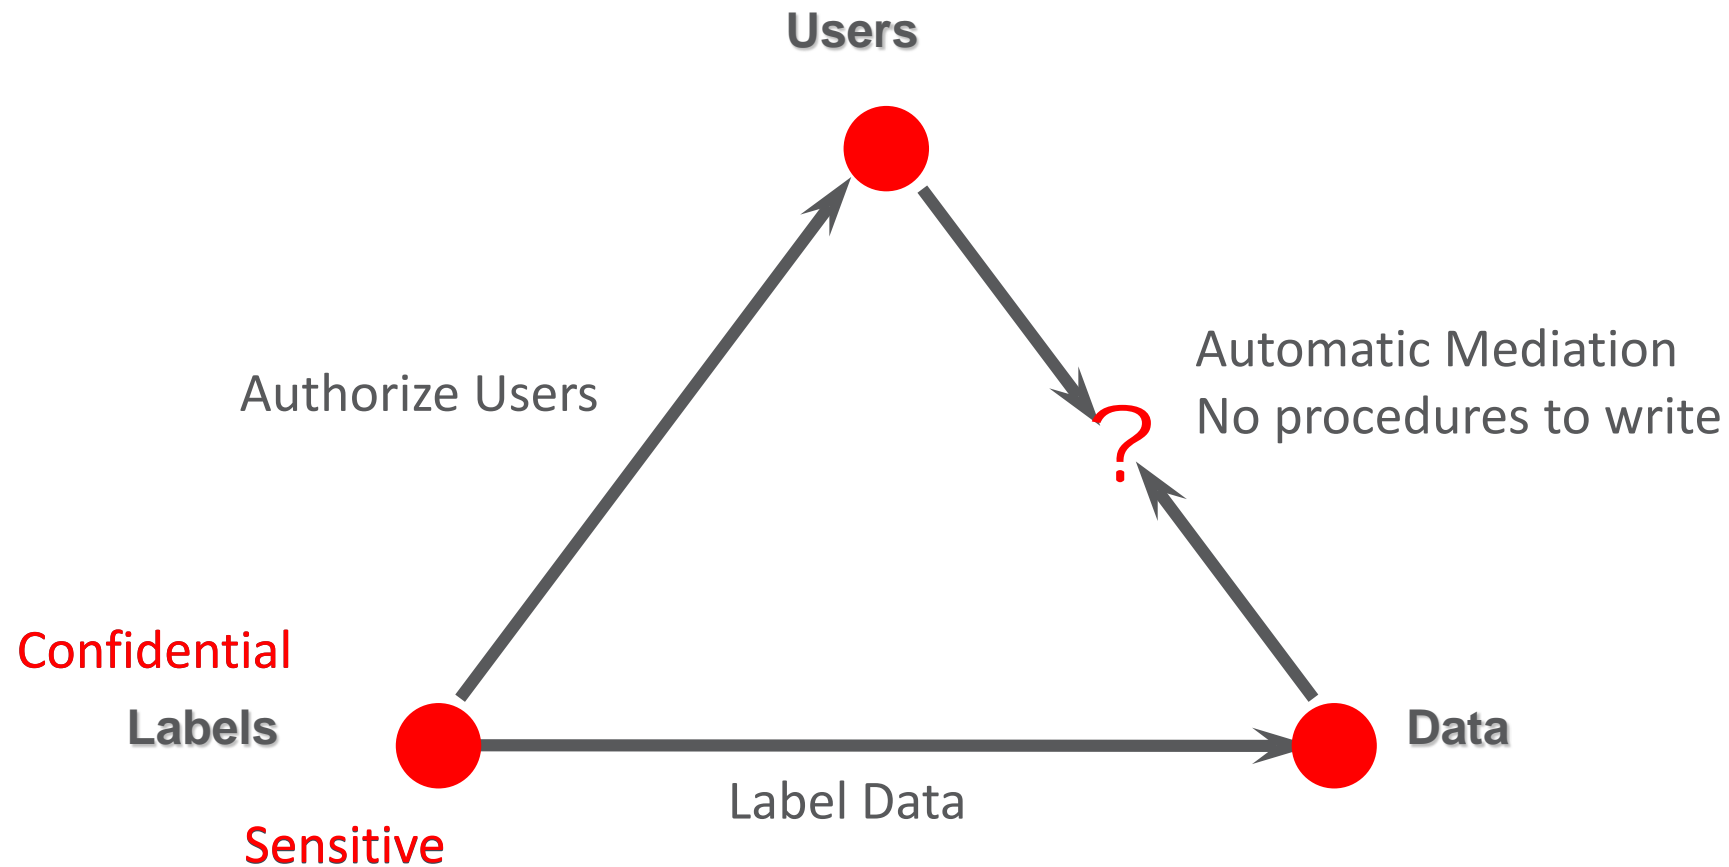 Users
Authorize Users
Automatic Mediation
No procedures to write
?
Confidential
Labels
Data
Label Data
Sensitive